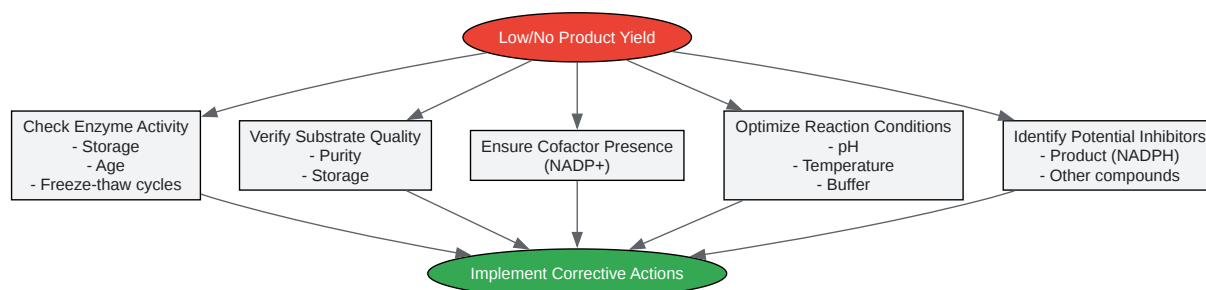 Low/No Product Yield
Check Enzyme Activity
- Storage
- Age
- Freeze-thaw cycles
Verify Substrate Quality
- Purity
- Storage
Ensure Cofactor Presence
(NADP+)
Optimize Reaction Conditions
- pH
- Temperature
- Buffer
Identify Potential Inhibitors
- Product (NADPH)
- Other compounds
Implement Corrective Actions